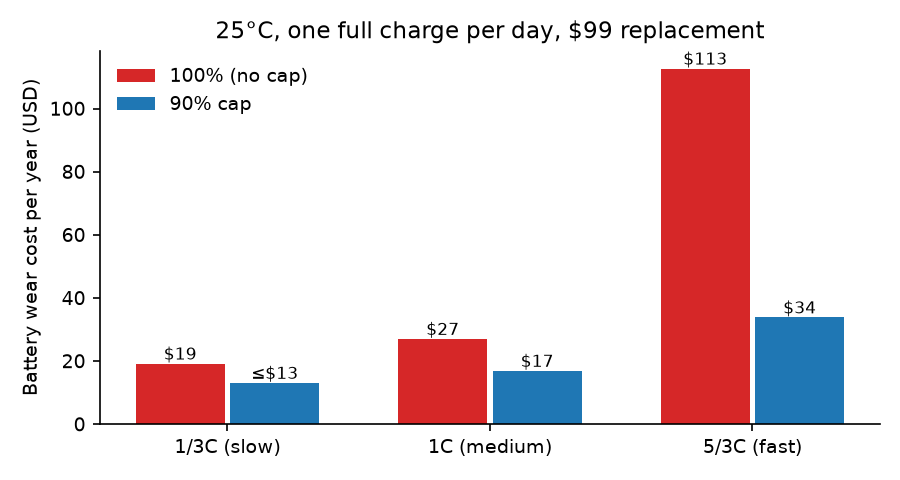 25°C, one full charge per day, $99 replacement
Battery wear cost per year (USD)
100% (no cap)
90% cap
100
80
60
40
20
0
$19
≤$13
$27
$17
$113
$34
1/3C (slow)
1C (medium)
5/3C (fast)